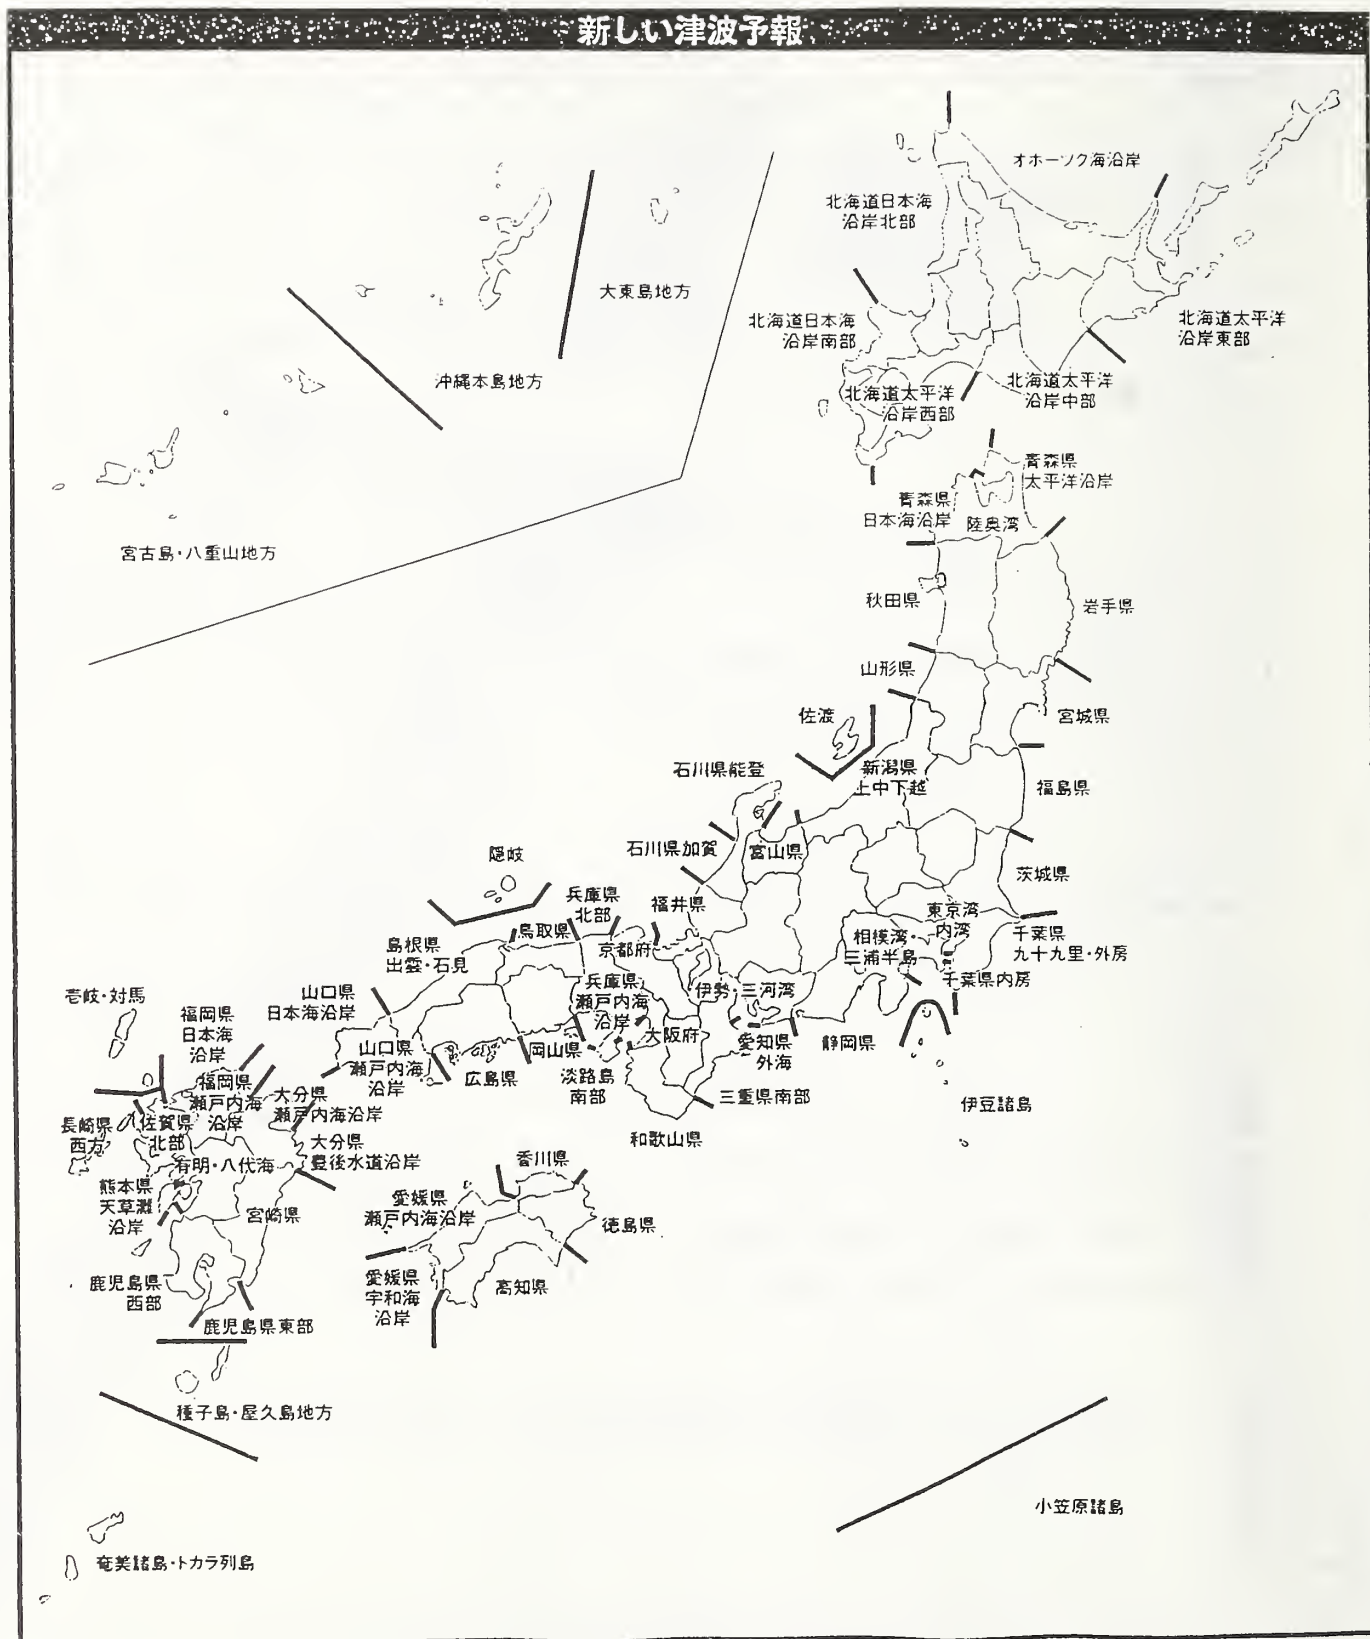 新しい津波予報
オホーツク海沿岸
北海道日本海
沿岸北部
大東島地方
北海道日本海
沿岸南部
北海道太平洋
沿岸東部
沖縄本島地方
北海道太平洋
沿岸西部
北海道太平洋
沿岸中部
青森県
太平洋沿岸
青森県
日本海沿岸
陸奥湾
宮古島・八重山地方
秋田県
岩手県
山形県
佐渡
宮城県
石川県能登
新潟県
上中下越
福島県
石川県加賀
富山県
隠岐
茨城県
兵庫県
北部
福井県
東京湾
内湾
鳥取県
京都府
相模湾・
三浦半島
千葉県
九十九里・外房
島根県
出雲・石見
千葉県内房
壱岐・対馬
山口県
日本海沿岸
兵庫県
瀬戸内海
沿岸
伊勢・三河湾
福岡県
日本海
沿岸
大阪府
愛知県
外海
静岡県
山口県
瀬戸内海
沿岸
岡山県
広島県
淡路島
南部
福岡県
瀬戸内海
沿岸
大分県
瀬戸内海沿岸
三重県南部
伊豆諸島
長崎県
西方
佐賀県
北部
和歌山県
大分県
豊後水道沿岸
有明・八代海
香川県
熊本県
天草灘
沿岸
愛媛県
瀬戸内海沿岸
宮崎県
徳島県
鹿児島県
西部
愛媛県
宇和海
沿岸
高知県
鹿児島県東部
種子島・屋久島地方
小笠原諸島
奄美諸島・トカラ列島